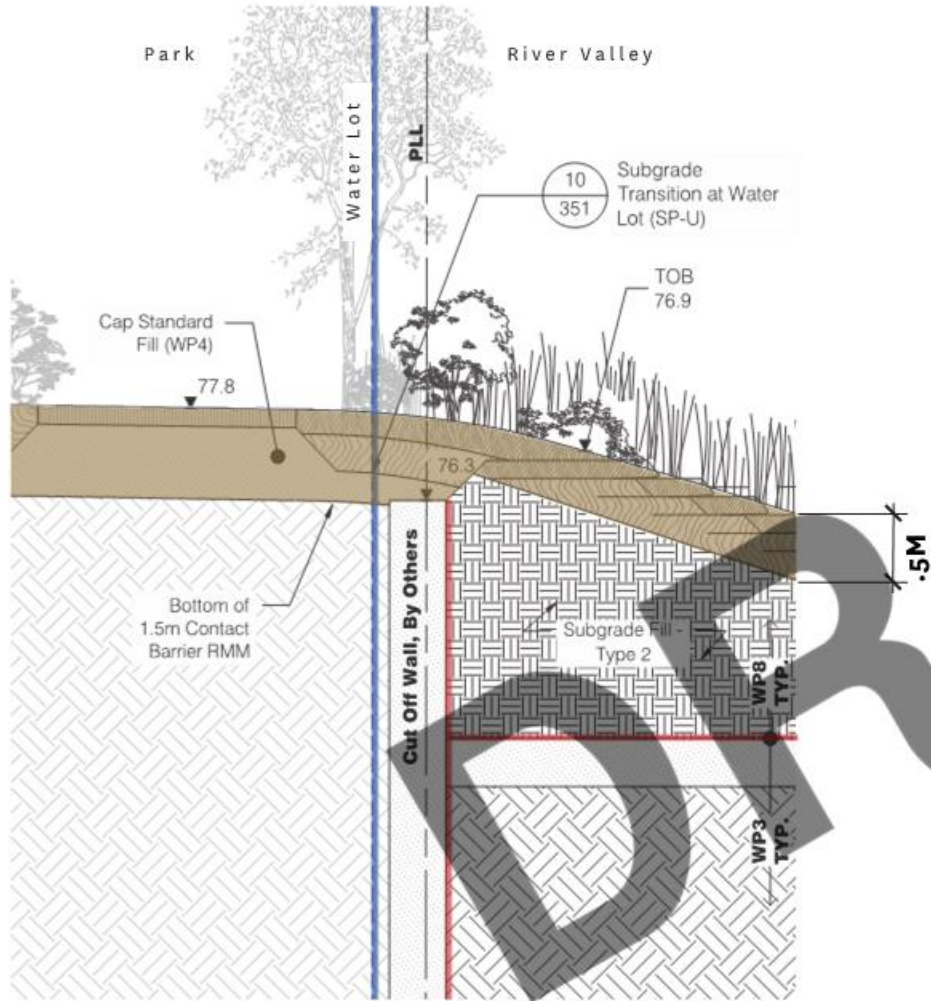 Park
River Valley
Water Lot
PLL
10
351
Subgrade
Transition at Water
Lot (SP-U)
TOB
76.9
Cap Standard
Fill (WP4)
77.8
76.3
.5M
Bottom of
1.5m Contact
Barrier RMM
Cut Off Wall, By Others
Subgrade Fill -
Type 2
WP8
TYP.
WP3
TYP.
DR